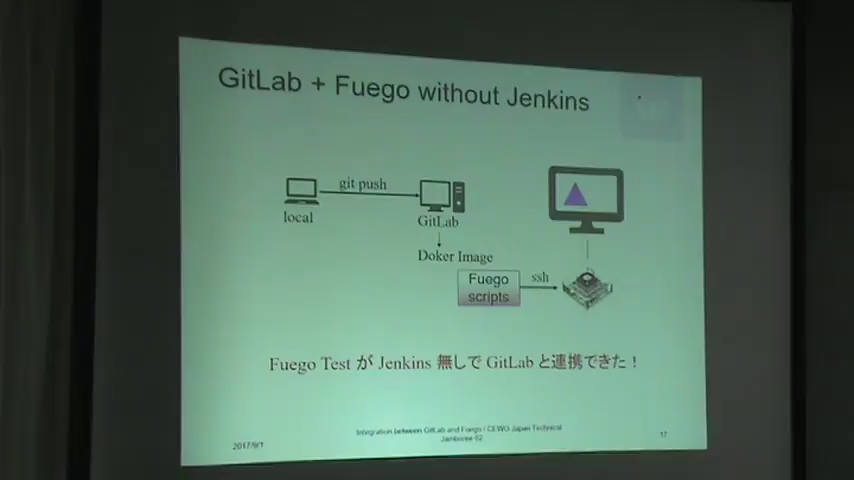 GitLab + Fuego without Jenkins
git push
local
GitLab
Doker Image
Fuego
scripts
ssh
Fuego Test が Jenkins 無しで GitLab と連携できた！
2017/9/1
Integration between GitLab and Fuego / CEWG Japan Technical
Jamboree 62
17